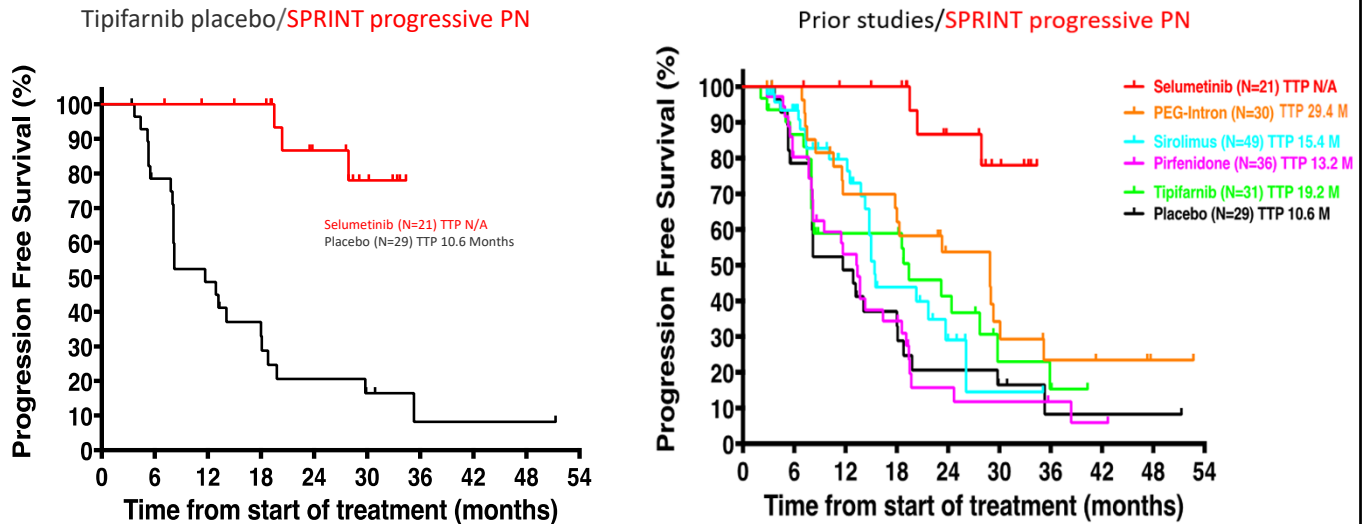 Tipifarnib placebo/SPRINT progressive PN
Progression Free Survival (%)
100
90
80
70
60
50
40
30
20
10
0
Selumetinib (N=21) TTP N/A
Placebo (N=29) TTP 10.6 Months
0 6 12 18 24 30 36 42 48 54
Time from start of treatment (months)
Prior studies/SPRINT progressive PN
Progression Free Survival (%)
100
90
80
70
60
50
40
30
20
10
0
Selumetinib (N=21) TTP N/A
PEG-Intron (N=30) TTP 29.4 M
Sirolimus (N=49) TTP 15.4 M
Pirfenidone (N=36) TTP 13.2 M
Tipifarnib (N=31) TTP 19.2 M
Placebo (N=29) TTP 10.6 M
0 6 12 18 24 30 36 42 48 54
Time from start of treatment (months)